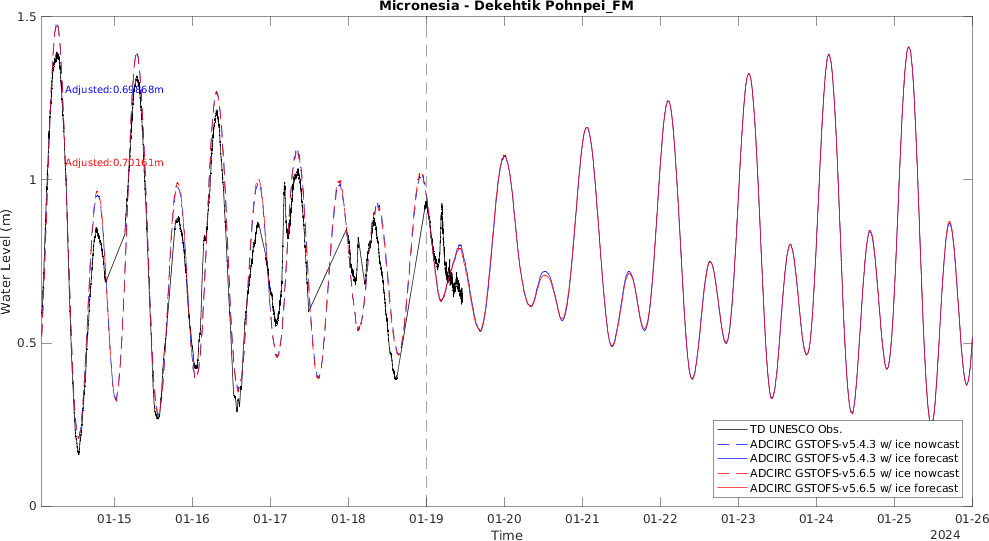 Micronesia - Dekehtik Pohnpei_FM
Water Level (m)
1.5
1
0.5
0
Adjusted:0.69868m
Adjusted:0.70161m
TD UNESCO Obs.
ADCIRC GSTOFS-v5.4.3 w/ ice nowcast
ADCIRC GSTOFS-v5.4.3 w/ ice forecast
ADCIRC GSTOFS-v5.6.5 w/ ice nowcast
ADCIRC GSTOFS-v5.6.5 w/ ice forecast
01-15 01-16 01-17 01-18 01-19 01-20 01-21 01-22 01-23 01-24 01-25 01-26
Time
2024